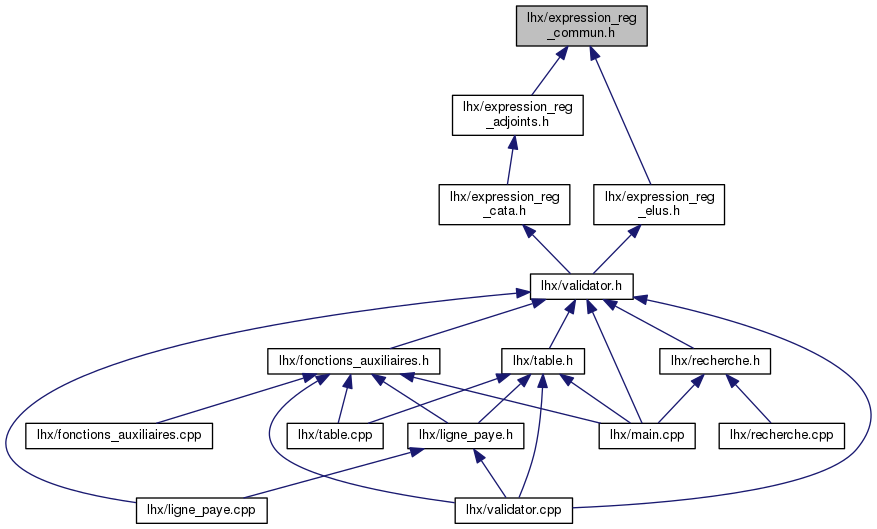 lhx/expression_reg
_commun.h
lhx/expression_reg
_adjoints.h
lhx/expression_reg
_cata.h
lhx/expression_reg
_elus.h
lhx/validator.h
lhx/fonctions_auxiliaires.h
lhx/table.h
lhx/recherche.h
lhx/fonctions_auxiliaires.cpp
lhx/table.cpp
lhx/ligne_paye.h
lhx/main.cpp
lhx/recherche.cpp
lhx/ligne_paye.cpp
lhx/validator.cpp